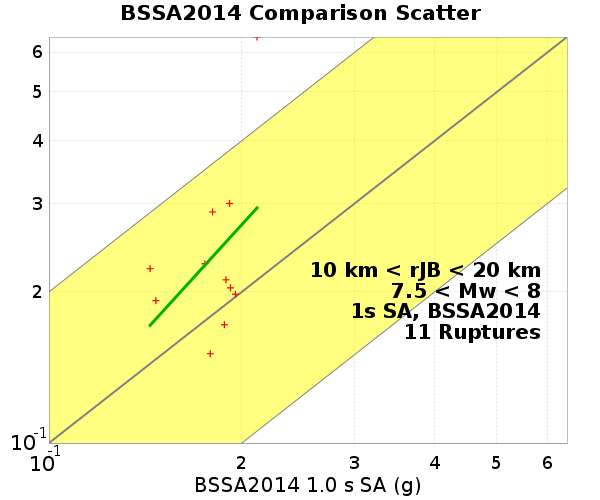 BSSA2014 Comparison Scatter
6
5
4
3
2
10-1
10 km < rJB < 20 km
7.5 < Mw < 8
1s SA, BSSA2014
11 Ruptures
10-1
2
3
4
5
6
BSSA2014 1.0 s SA (g)